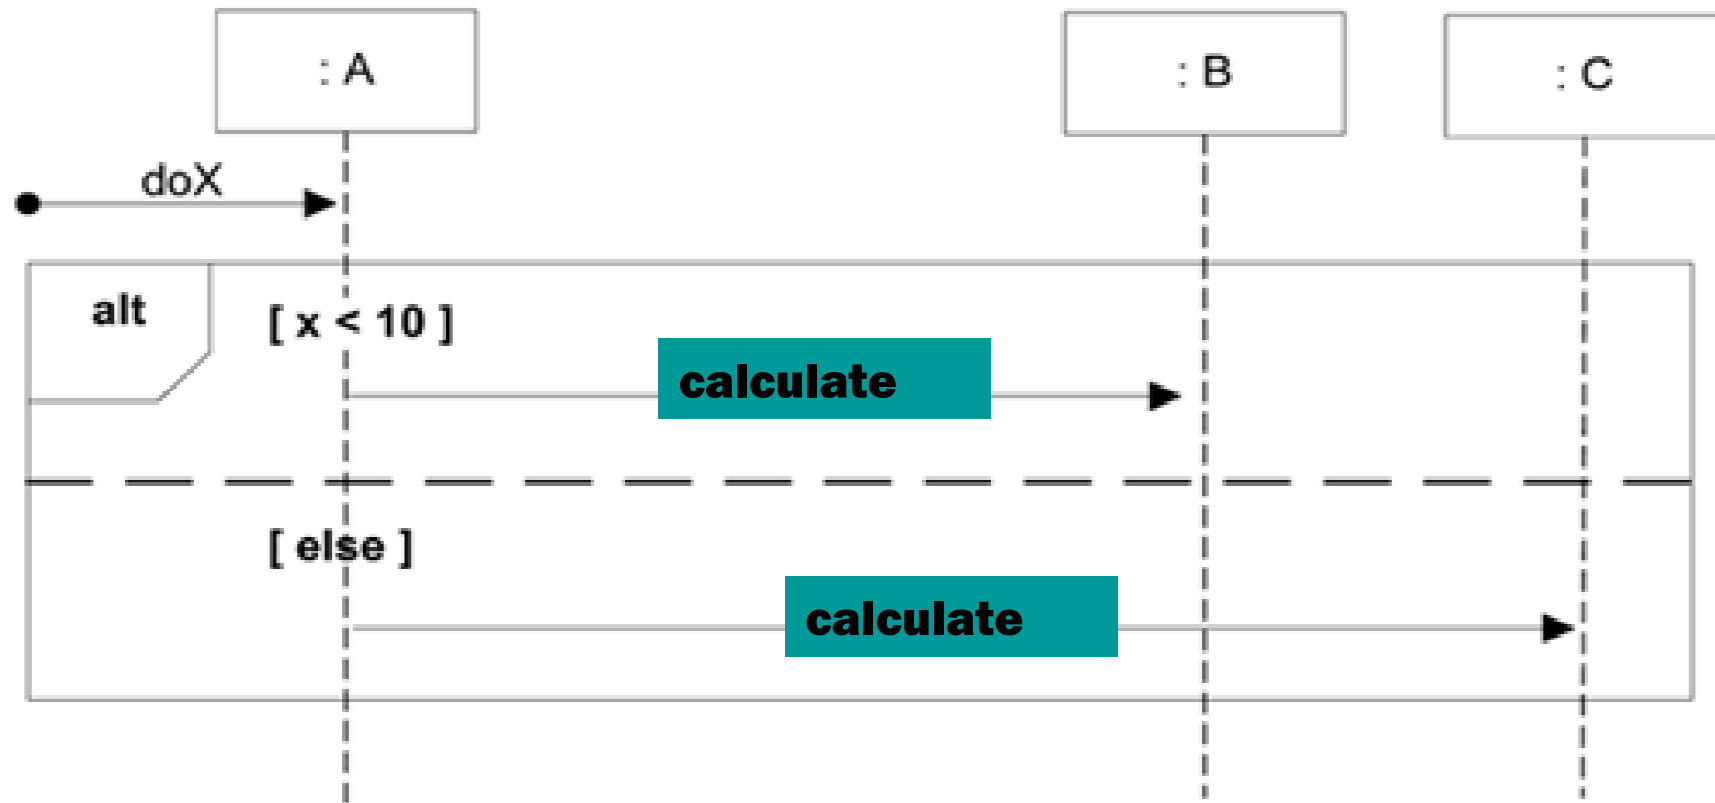 : A
: B
: C
doX
alt
[ x < 10 ]
calculate
[ else ]
calculate